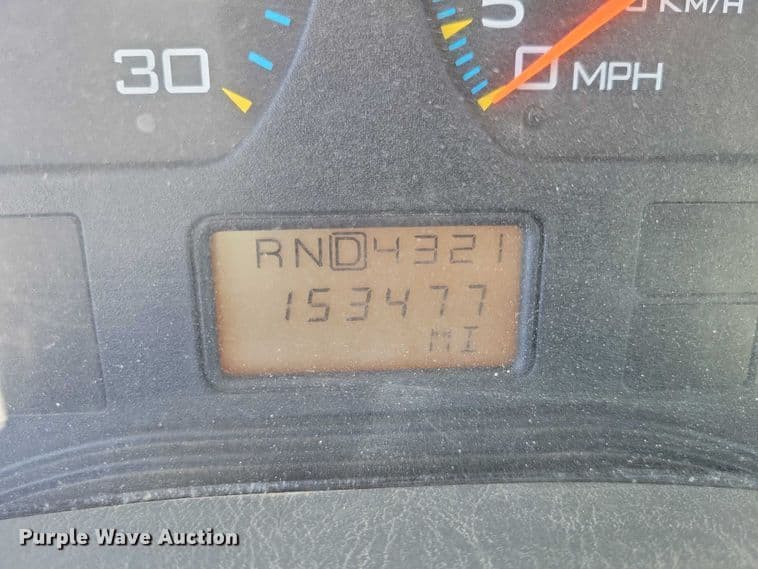 30
5
0 MPH
KM/H
RND4321
153477
MI
Purple Wave Auction